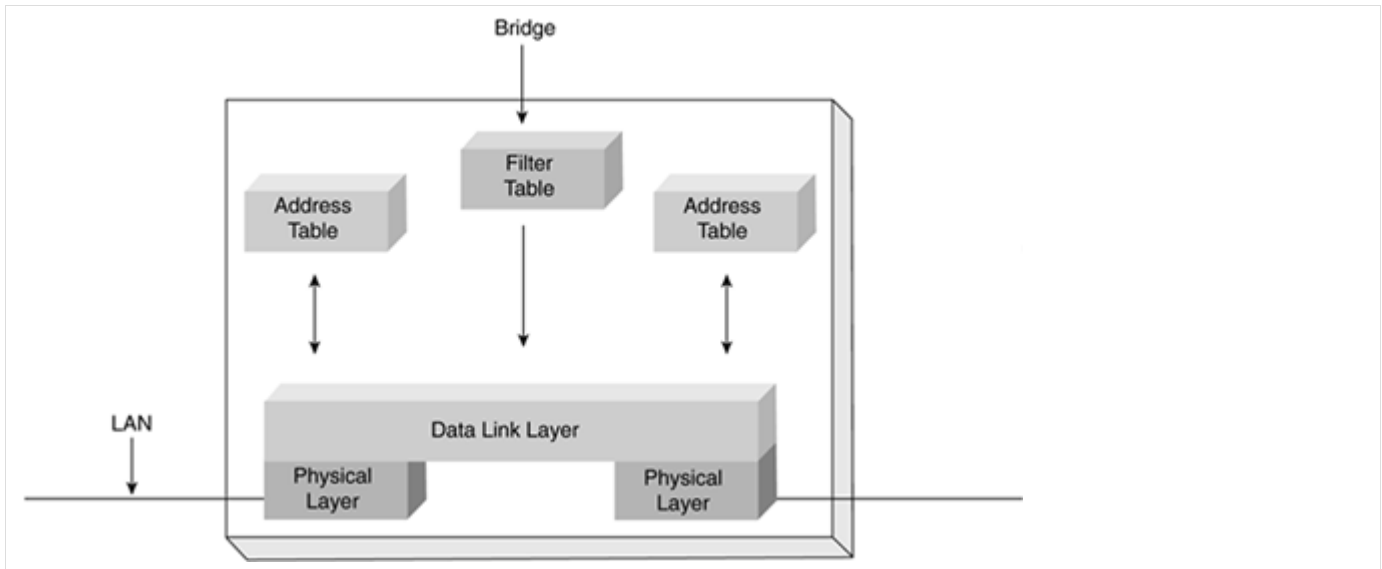 Bridge
Filter
Table
Address
Table
Address
Table
Data Link Layer
LAN
Physical
Layer
Physical
Layer